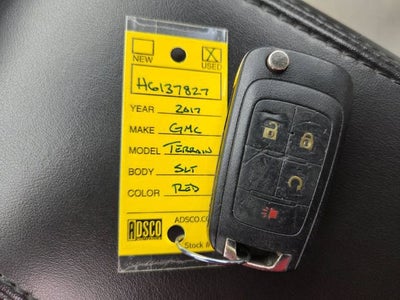 NEW
X
USED
HG137827
YEAR 2017
MAKE GMC
MODEL TERRAIN
BODY SLT
COLOR RED
ADSCO
ADSCO.CO
Stock #